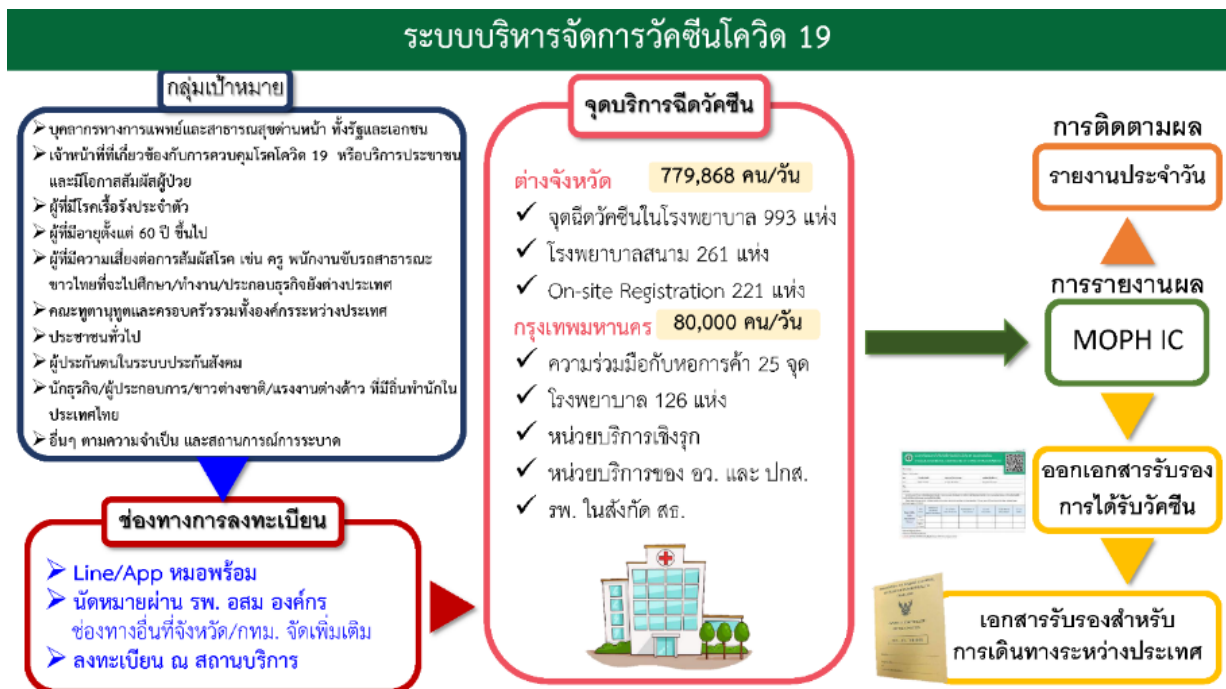 ระบบบริหารจัดการวัคซีนโควิด 19
กลุ่มเป้าหมาย
➢ บุคลากรทางการแพทย์และสาธารณสุขด่านหน้า ทั้งรัฐและเอกชน
➢ เจ้าหน้าที่ที่เกี่ยวข้องกับการควบคุมโรคโควิด 19 หรือบริการประชาชน
และมีโอกาสสัมผัสผู้ป่วย
➢ ผู้ที่มีโรคเรื้อรังประจำตัว
➢ ผู้ที่มีอายุตั้งแต่ 60 ปี ขึ้นไป
➢ ผู้ที่มีความเสี่ยงต่อการสัมผัสโรค เช่น ครู พนักงานขับรถสาธารณะ
ชาวไทยที่จะไปศึกษา/ทำงาน/ประกอบธุรกิจยังต่างประเทศ
➢ คณะทูตานุทูตและครอบครัวรวมทั้งองค์กรระหว่างประเทศ
➢ ประชาชนทั่วไป
➢ ผู้ประกันตนในระบบประกันสังคม
➢ นักธุรกิจ/ผู้ประกอบการ/ชาวต่างชาติ/แรงงานต่างด้าว ที่มีถิ่นพำนักใน
ประเทศไทย
➢ อื่นๆ ตามความจำเป็น และสถานการณ์การระบาด
ช่องทางการลงทะเบียน
➢ Line/App หมอพร้อม
➢ นัดหมายผ่าน รพ. อสม องค์กร
ช่องทางอื่นที่จังหวัด/กทม. จัดเพิ่มเติม
➢ ลงทะเบียน ณ สถานบริการ
จุดบริการฉีดวัคซีน
ต่างจังหวัด 779,868 คน/วัน
✓ จุดฉีดวัคซีนในโรงพยาบาล 993 แห่ง
✓ โรงพยาบาลสนาม 261 แห่ง
✓ On-site Registration 221 แห่ง
กรุงเทพมหานคร 80,000 คน/วัน
✓ ความร่วมมือกับหอการค้า 25 จุด
✓ โรงพยาบาล 126 แห่ง
✓ หน่วยบริการเชิงรุก
✓ หน่วยบริการของ อว. และ ปกส.
✓ รพ. ในสังกัด สธ.
การติดตามผล
รายงานประจำวัน
การรายงานผล
MOPH IC
ออกเอกสารรับรอง
การได้รับวัคซีน
เอกสารรับรองสำหรับ
การเดินทางระหว่างประเทศ